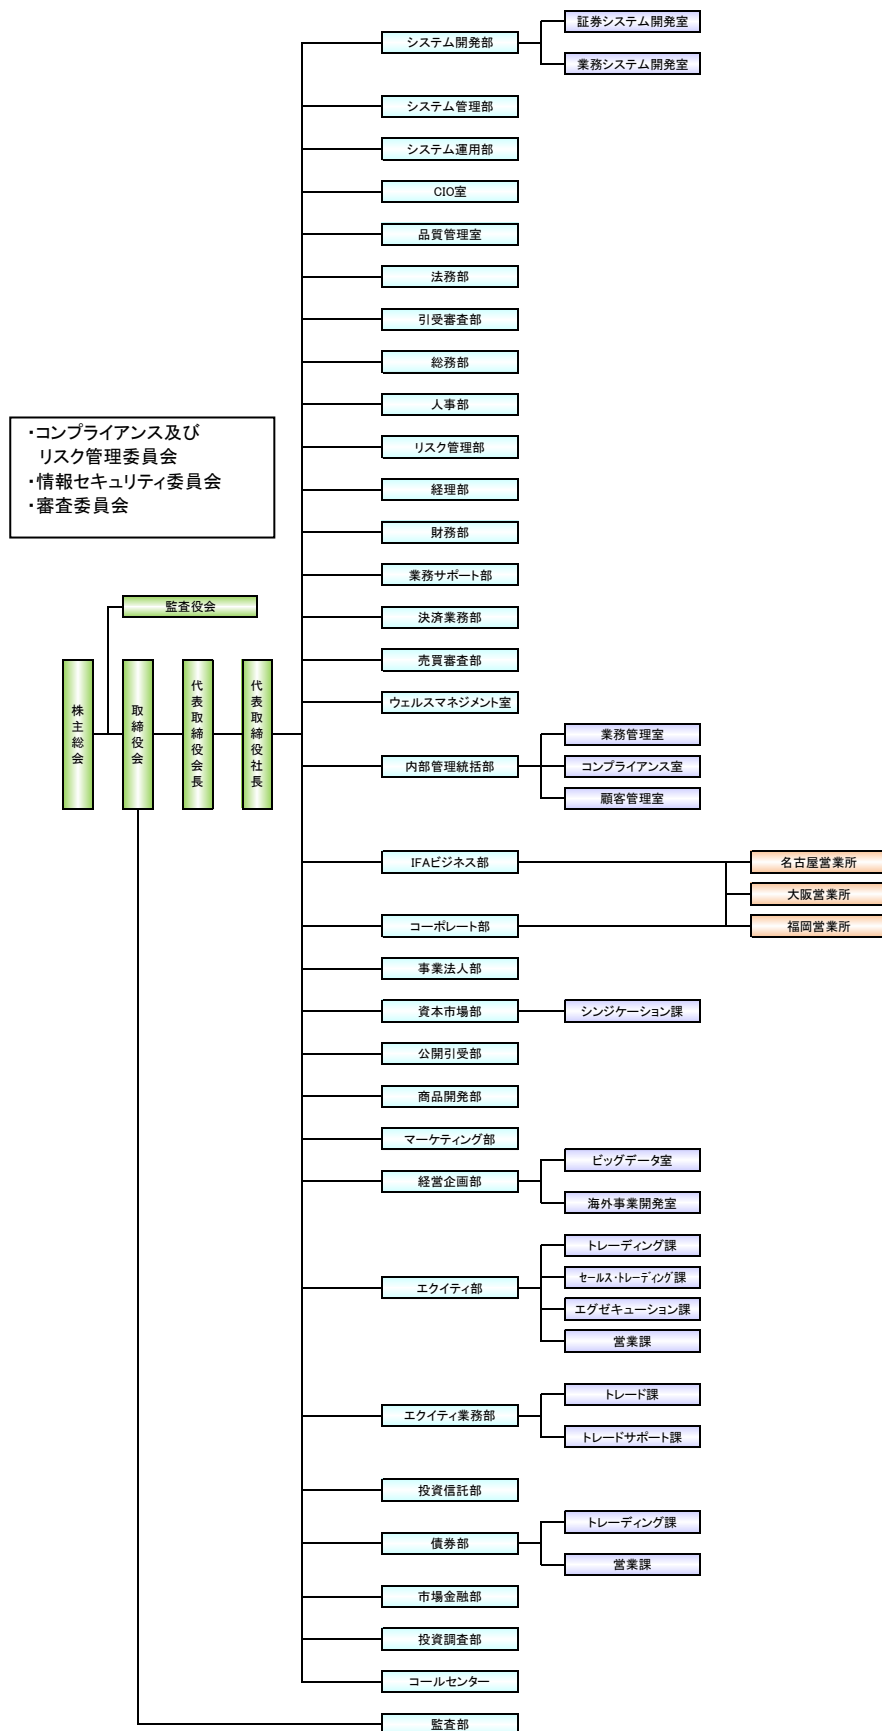 証券システム開発室
システム開発部
業務システム開発室
システム管理部
システム運用部
CIO室
品質管理室
法務部
引受審査部
総務部
人事部
・コンプライアンス及び
リスク管理委員会
・情報セキュリティ委員会
・審査委員会
リスク管理部
経理部
財務部
業務サポート部
監査役会
決済業務部
売買審査部
株主総会
取締役会
代表取締役会長
代表取締役社長
ウェルスマネジメント室
業務管理室
内部管理統括部
コンプライアンス室
顧客管理室
IFAビジネス部
名古屋営業所
大阪営業所
コーポレート部
福岡営業所
事業法人部
資本市場部
シンジケーション課
公開引受部
商品開発部
マーケティング部
ビッグデータ室
経営企画部
海外事業開発室
トレーディング課
セールス・トレーディング課
エクイティ部
エグゼキューション課
営業課
トレード課
エクイティ業務部
トレードサポート課
投資信託部
トレーディング課
債券部
営業課
市場金融部
投資調査部
コールセンター
監査部